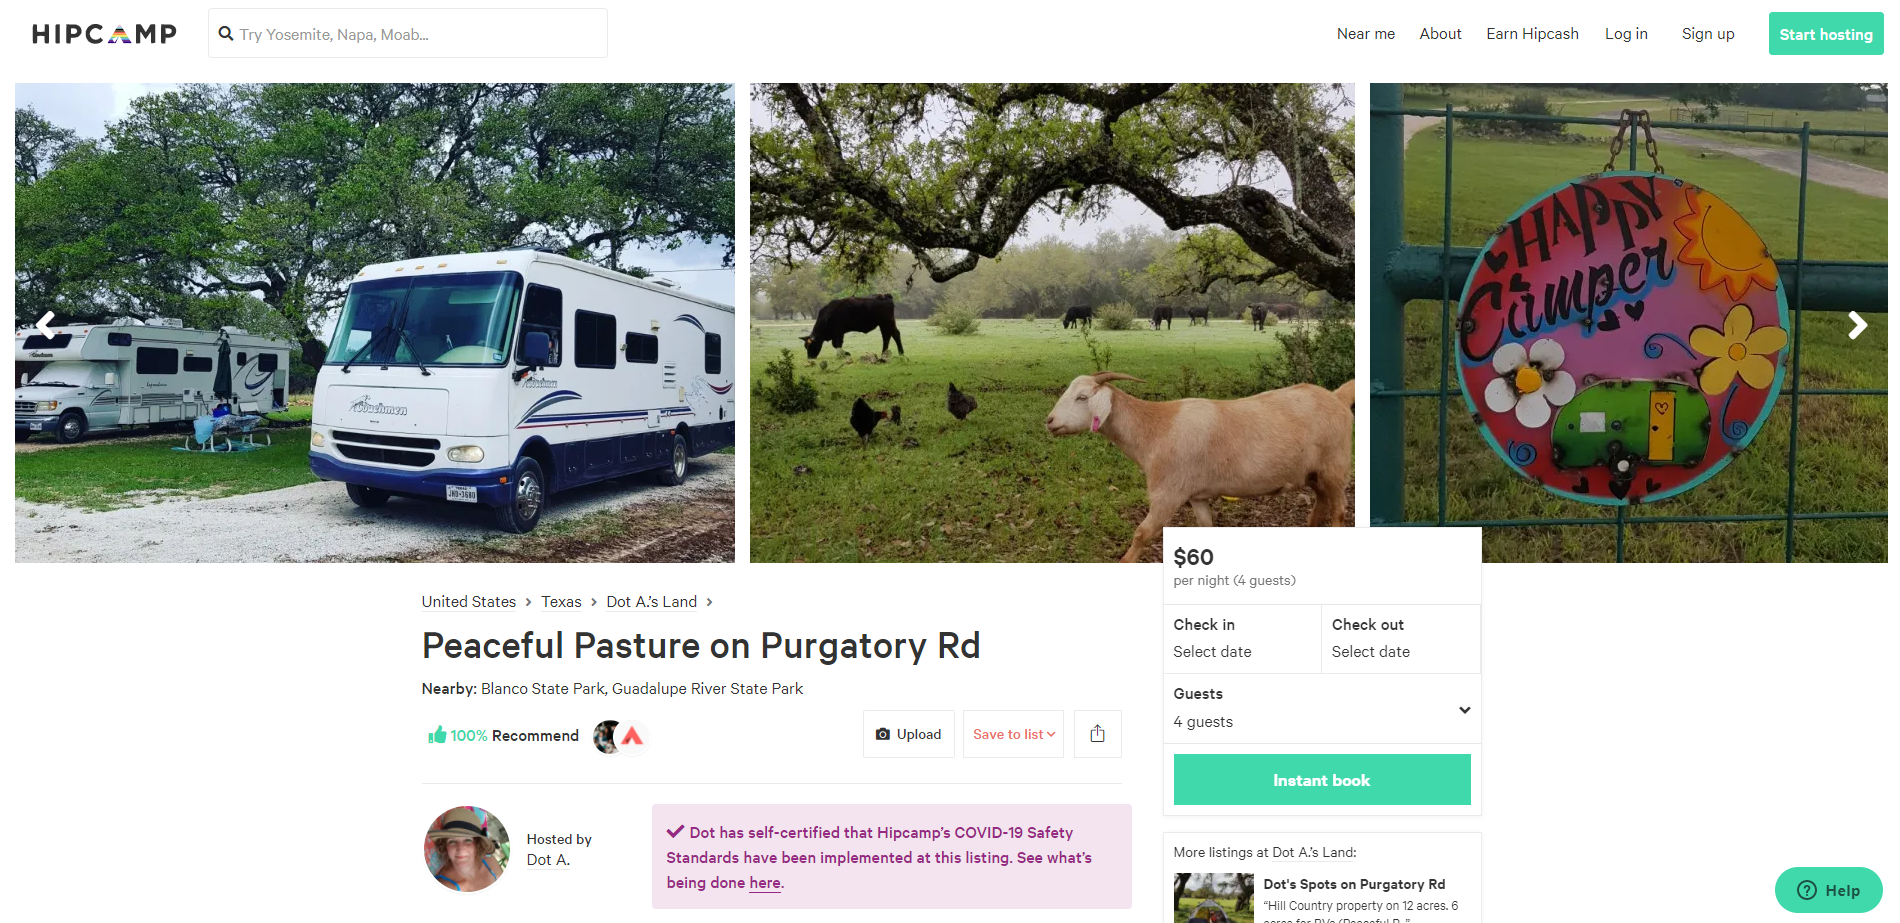 HIPCAMP
Try Yosemite, Napa, Moab...
Near me
About
Earn Hipcash
Log in
Sign up
Start hosting
Coachmen
JHD-3680
HAPPY
Camper
$60
per night (4 guests)
Check in
Select date
Check out
Select date
Guests
4 guests
Instant book
United States > Texas > Dot A.'s Land >
Peaceful Pasture on Purgatory Rd
Nearby: Blanco State Park, Guadalupe River State Park
100% Recommend
Upload
Save to list
Hosted by
Dot A.
Dot has self-certified that Hipcamp's COVID-19 Safety
Standards have been implemented at this listing. See what's
being done here.
More listings at Dot A.'s Land:
Dot's Spots on Purgatory Rd
“Hill Country property on 12 acres. 6
Help